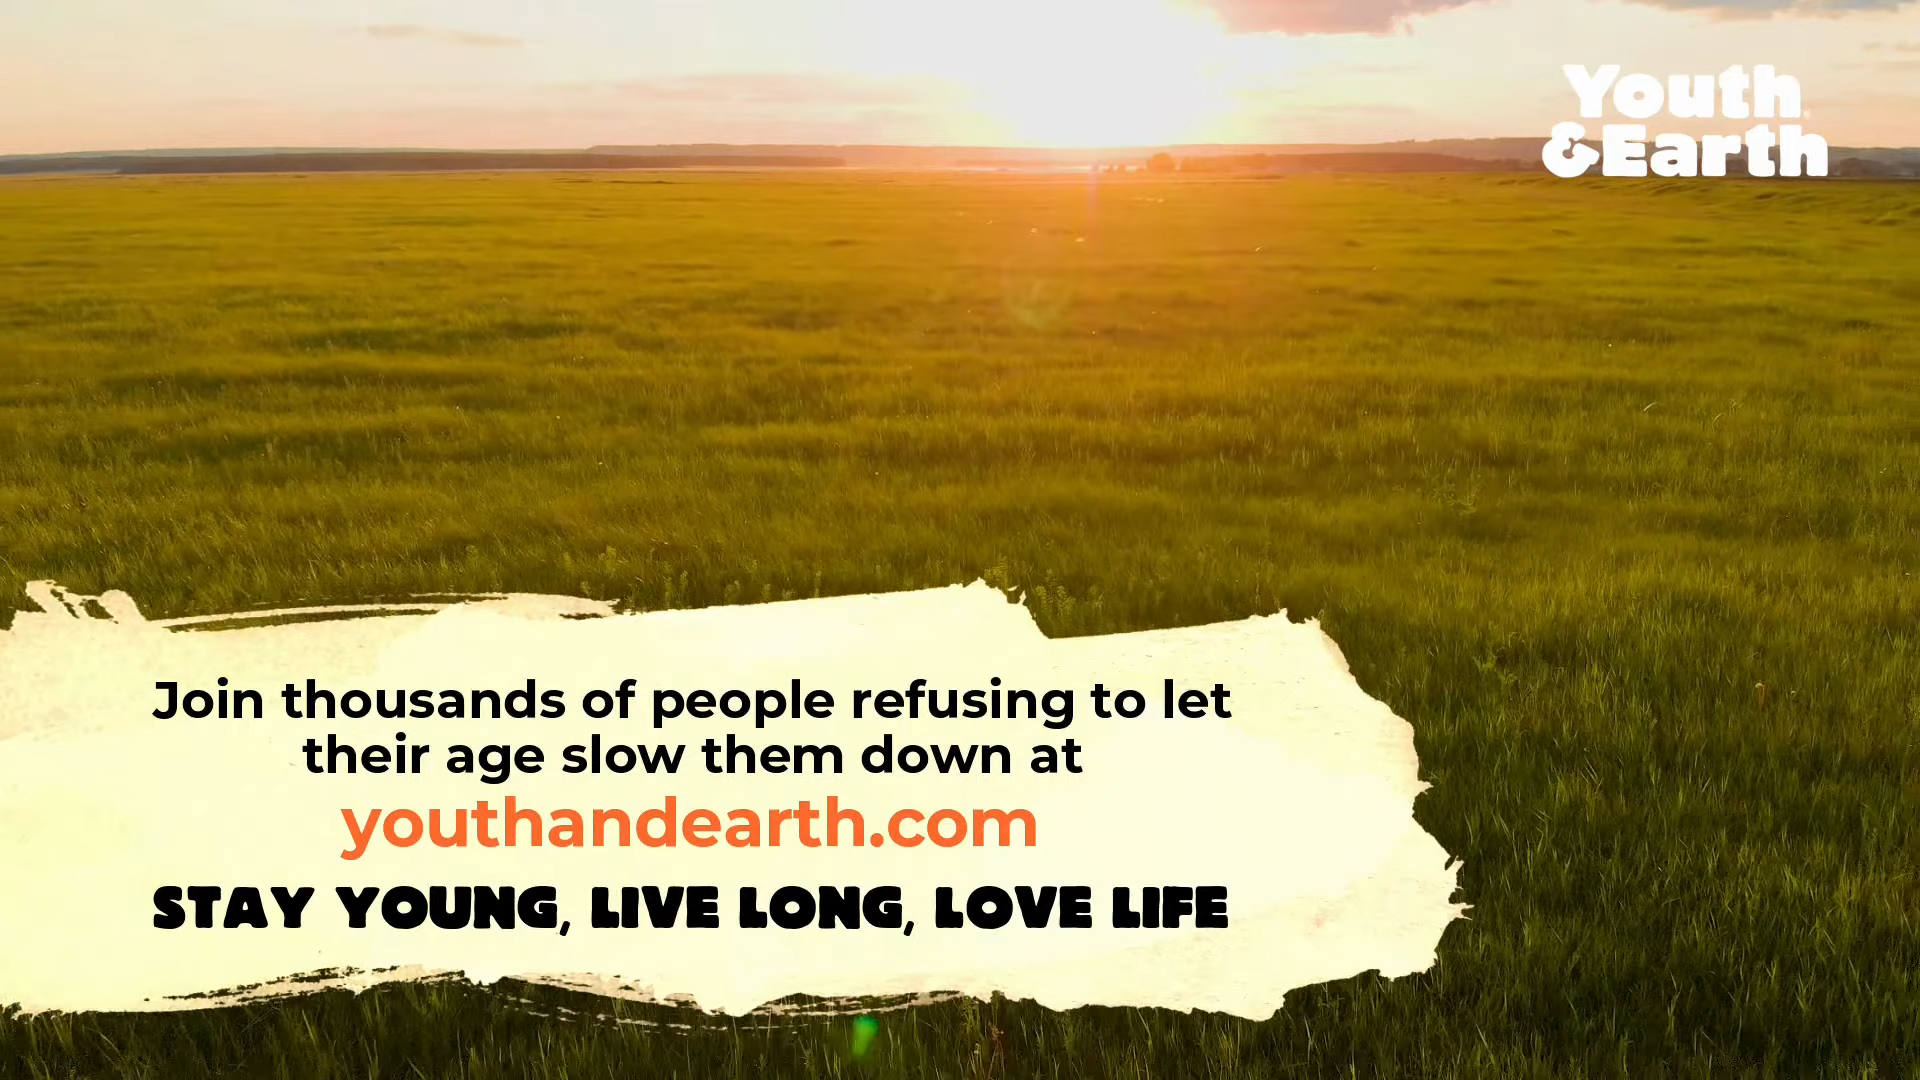 Youth
&Earth
Join thousands of people refusing to let
their age slow them down at
youthandearth.com
STAY YOUNG, LIVE LONG, LOVE LIFE